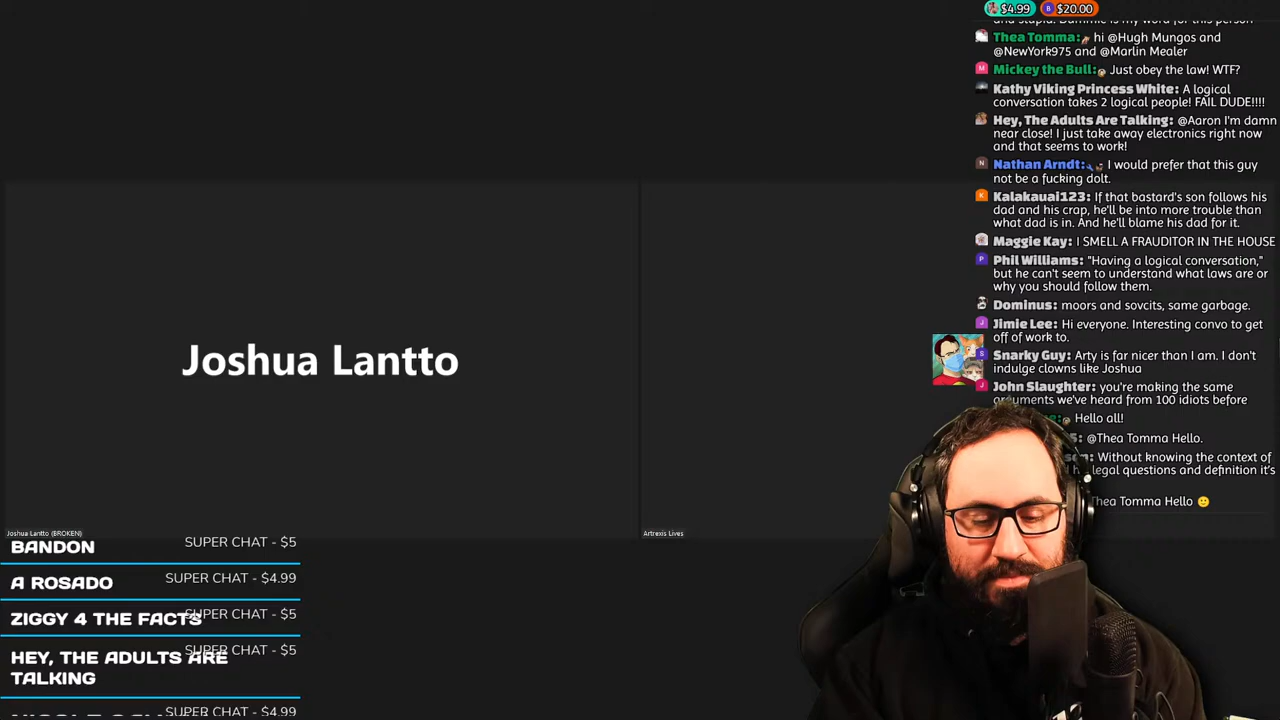 $4.99 B $20.00
and stupid. Dammie is my word for this person
Thea Tomma: hi @Hugh Mungos and
@NewYork975 and @Marlin Mealer
M Mickey the Bull: Just obey the law! WTF?
Kathy Viking Princess White: A logical
conversation takes 2 logical people! FAIL DUDE!!!!
Hey, The Adults Are Talking: @Aaron I'm damn
near close! I just take away electronics right now
and that seems to work!
N Nathan Arndt: I would prefer that this guy
not be a fucking dolt.
K Kalakauai123: If that bastard's son follows his
dad and his crap, he'll be into more trouble than
what dad is in. And he'll blame his dad for it.
Maggie Kay: I SMELL A FRAUDITOR IN THE HOUSE
P Phil Williams: "Having a logical conversation,"
but he can't seem to understand what laws are or
why you should follow them.
Dominus: moors and sovcits, same garbage.
J Jimie Lee: Hi everyone. Interesting convo to get
off of work to.
S Snarky Guy: Arty is far nicer than I am. I don't
indulge clowns like Joshua
J John Slaughter: you're making the same
arguments we've heard from 100 idiots before
Hello all!
@Thea Tomma Hello.
Without knowing the context of
legal questions and definition it's
Thea Tomma Hello 🙂
Joshua Lantto
Joshua Lantto (BROKEN)
Artrexis Lives
BANDON SUPER CHAT - $5
A ROSADO SUPER CHAT - $4.99
ZIGGY 4 THE FACTS SUPER CHAT - $5
HEY, THE ADULTS ARE SUPER CHAT - $5
TALKING
SUPER CHAT - $4.99